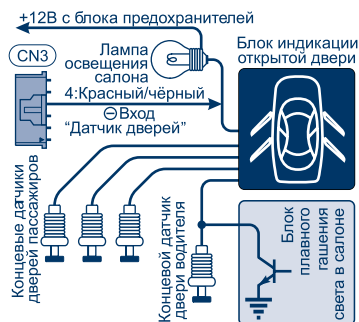 +12В с блока предохранителей
CN3
Лампа
освещения
салона
4:Красный/чёрный
⊖Вход
“Датчик дверей”
Блок индикации
открытой двери
Концевые датчики
дверей пассажиров
Концевой датчик
двери водителя
Блок
плавного
гашения
света в салоне